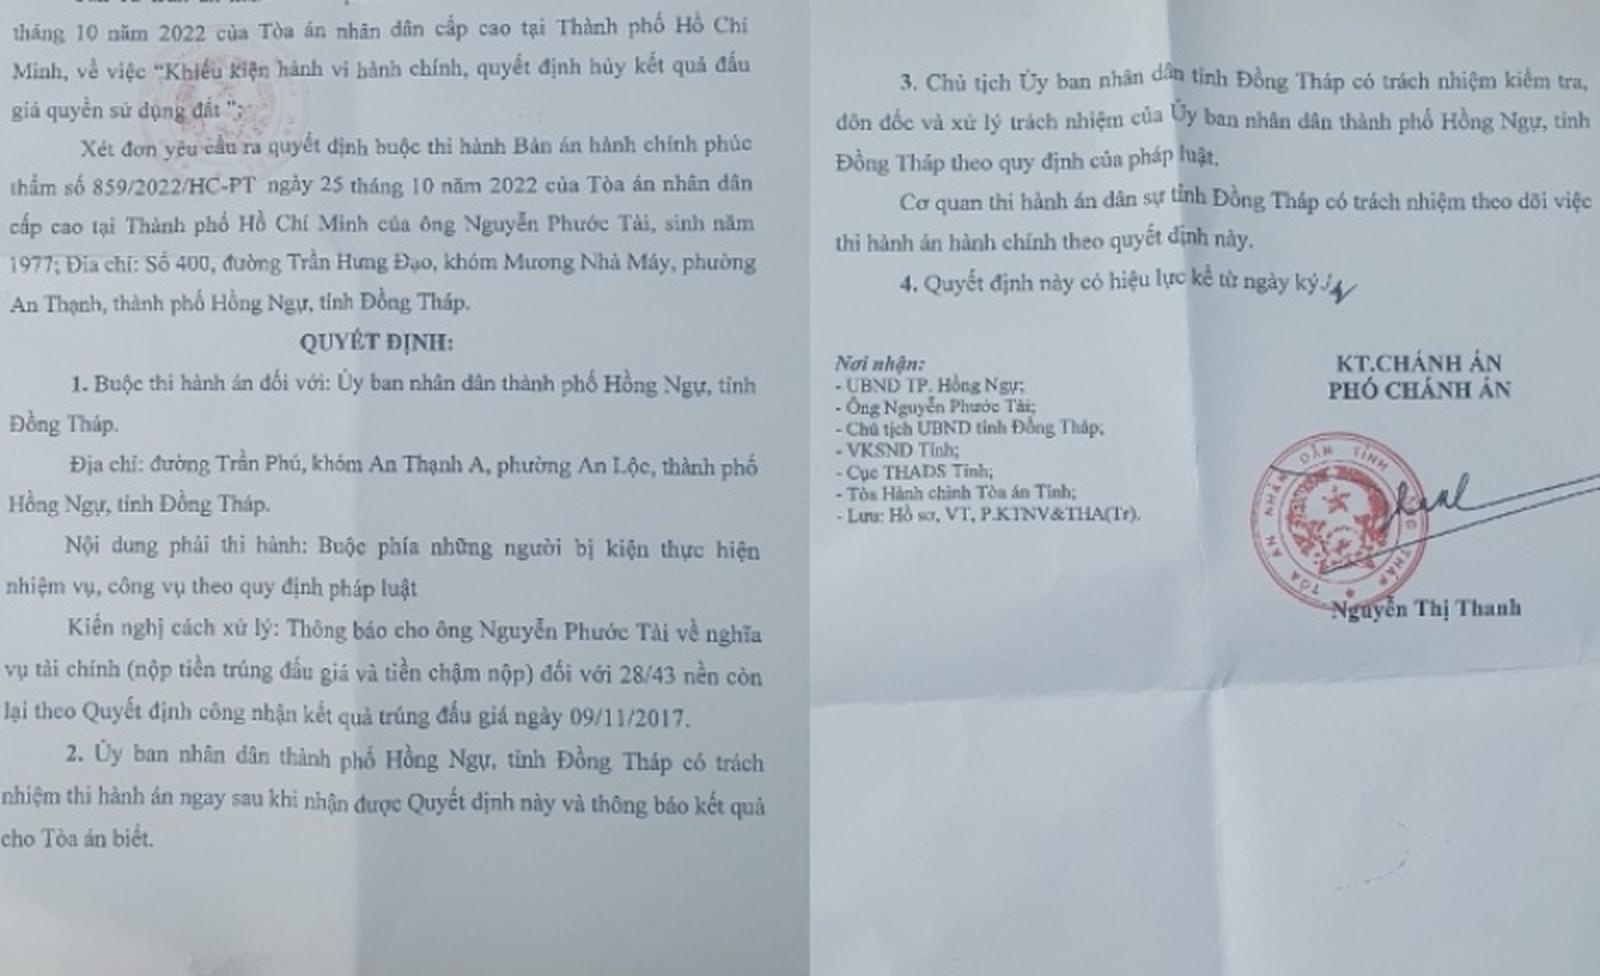 tháng 10 năm 2022 của Tòa án nhân dân cấp cao tại Thành phố Hồ Chí
Minh, về việc “Khiếu kiện hành vi hành chính, quyết định hủy kết quả đấu
giá quyền sử dụng đất ”;
Xét đơn yêu cầu ra quyết định buộc thi hành Bản án hành chính phúc
thẩm số 859/2022/HC-PT ngày 25 tháng 10 năm 2022 của Tòa án nhân dân
cấp cao tại Thành phố Hồ Chí Minh của ông Nguyễn Phước Tài, sinh năm
1977; Địa chỉ: Số 400, đường Trần Hưng Đạo, khóm Mương Nhà Máy, phường
An Thạnh, thành phố Hồng Ngự, tỉnh Đồng Tháp.
QUYẾT ĐỊNH:
1. Buộc thi hành án đối với: Ủy ban nhân dân thành phố Hồng Ngự, tỉnh
Đồng Tháp.
Địa chỉ: đường Trần Phú, khóm An Thạnh A, phường An Lộc, thành phố
Hồng Ngự, tỉnh Đồng Tháp.
Nội dung phải thi hành: Buộc phía những người bị kiện thực hiện
nhiệm vụ, công vụ theo quy định pháp luật
Kiến nghị cách xử lý: Thông báo cho ông Nguyễn Phước Tài về nghĩa
vụ tài chính (nộp tiền trúng đấu giá và tiền chậm nộp) đối với 28/43 nền còn
lại theo Quyết định công nhận kết quả trúng đấu giá ngày 09/11/2017.
2. Ủy ban nhân dân thành phố Hồng Ngự, tỉnh Đồng Tháp có trách
nhiệm thi hành án ngay sau khi nhận được Quyết định này và thông báo kết quả
cho Tòa án biết.
3. Chủ tịch Ủy ban nhân dân tỉnh Đồng Tháp có trách nhiệm kiểm tra,
đôn đốc và xử lý trách nhiệm của Ủy ban nhân dân thành phố Hồng Ngự, tỉnh
Đồng Tháp theo quy định của pháp luật.
Cơ quan thi hành án dân sự tỉnh Đồng Tháp có trách nhiệm theo dõi việc
thi hành án hành chính theo quyết định này.
4. Quyết định này có hiệu lực kể từ ngày ký./.
Nơi nhận:
- UBND TP. Hồng Ngự;
- Ông Nguyễn Phước Tài;
- Chủ tịch UBND tỉnh Đồng Tháp;
- VKSND Tỉnh;
- Cục THADS Tỉnh;
- Tòa Hành chính Tòa án Tỉnh;
- Lưu: Hồ sơ, VT, P.KTNV&THA(Tr).
KT.CHÁNH ÁN
PHÓ CHÁNH ÁN
TÒA ÁN NHÂN DÂN TỈNH ĐỒNG THÁP
Nguyễn Thị Thanh